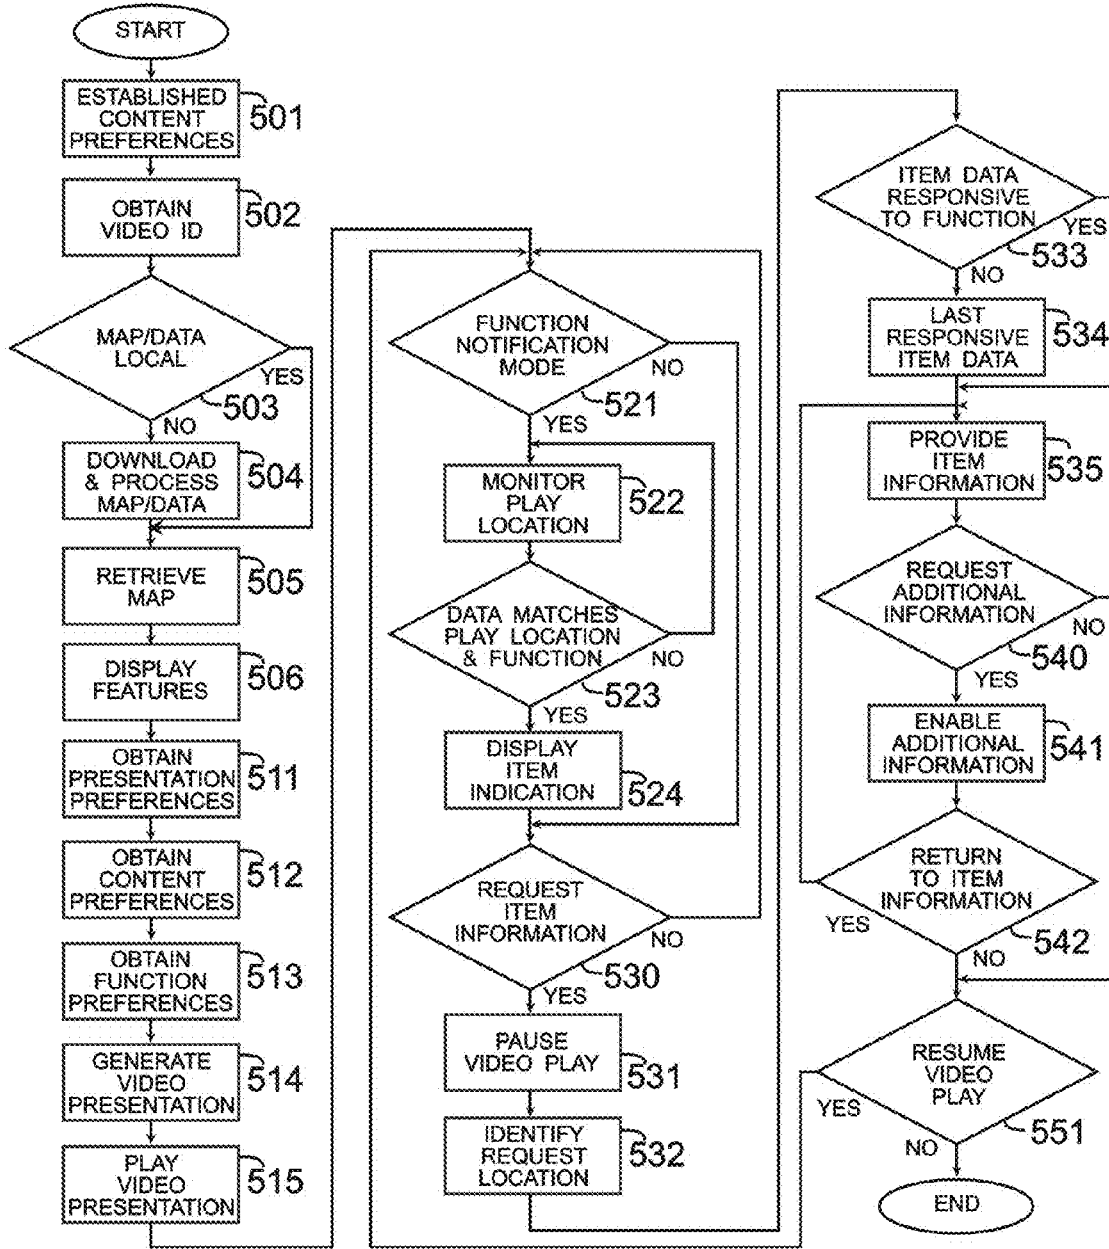 START
ESTABLISHED
CONTENT
PREFERENCES
501
OBTAIN
VIDEO ID
502
MAP/DATA
LOCAL
YES
503
NO
DOWNLOAD
& PROCESS
MAP/DATA
504
RETRIEVE
MAP
505
DISPLAY
FEATURES
506
OBTAIN
PRESENTATION
PREFERENCES
511
OBTAIN
CONTENT
PREFERENCES
512
OBTAIN
FUNCTION
PREFERENCES
513
GENERATE
VIDEO
PRESENTATION
514
PLAY
VIDEO
PRESENTATION
515
FUNCTION
NOTIFICATION
MODE
NO
521
YES
MONITOR
PLAY
LOCATION
522
DATA MATCHES
PLAY LOCATION
& FUNCTION
NO
523
YES
DISPLAY
ITEM
INDICATION
524
REQUEST
ITEM
INFORMATION
NO
530
YES
PAUSE
VIDEO PLAY
531
IDENTIFY
REQUEST
LOCATION
532
ITEM DATA
RESPONSIVE
TO FUNCTION
YES
533
NO
LAST
RESPONSIVE
ITEM DATA
534
PROVIDE
ITEM
INFORMATION
535
REQUEST
ADDITIONAL
INFORMATION
NO
540
YES
ENABLE
ADDITIONAL
INFORMATION
541
RETURN
TO ITEM
INFORMATION
YES
542
NO
RESUME
VIDEO
PLAY
YES
551
NO
END